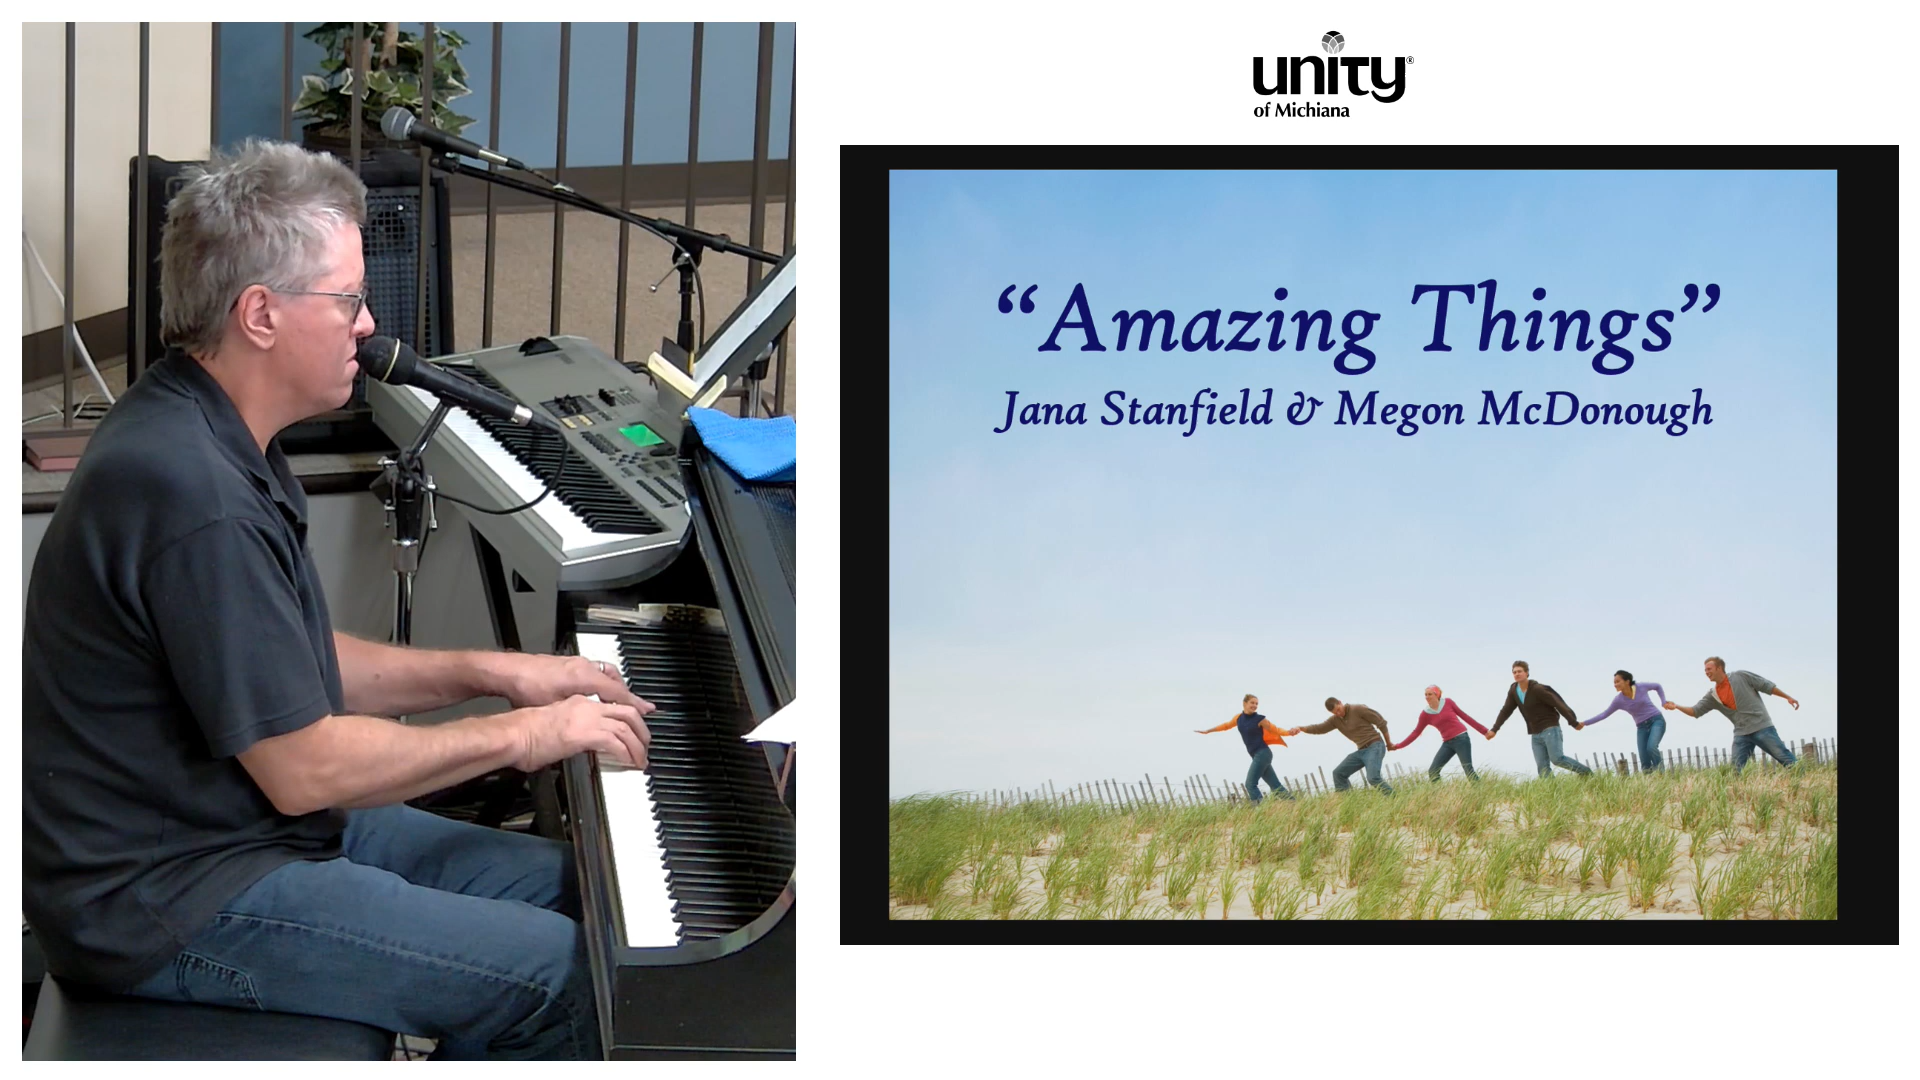 unity®
of Michiana
“Amazing Things”
Jana Stanfield & Megon McDonough